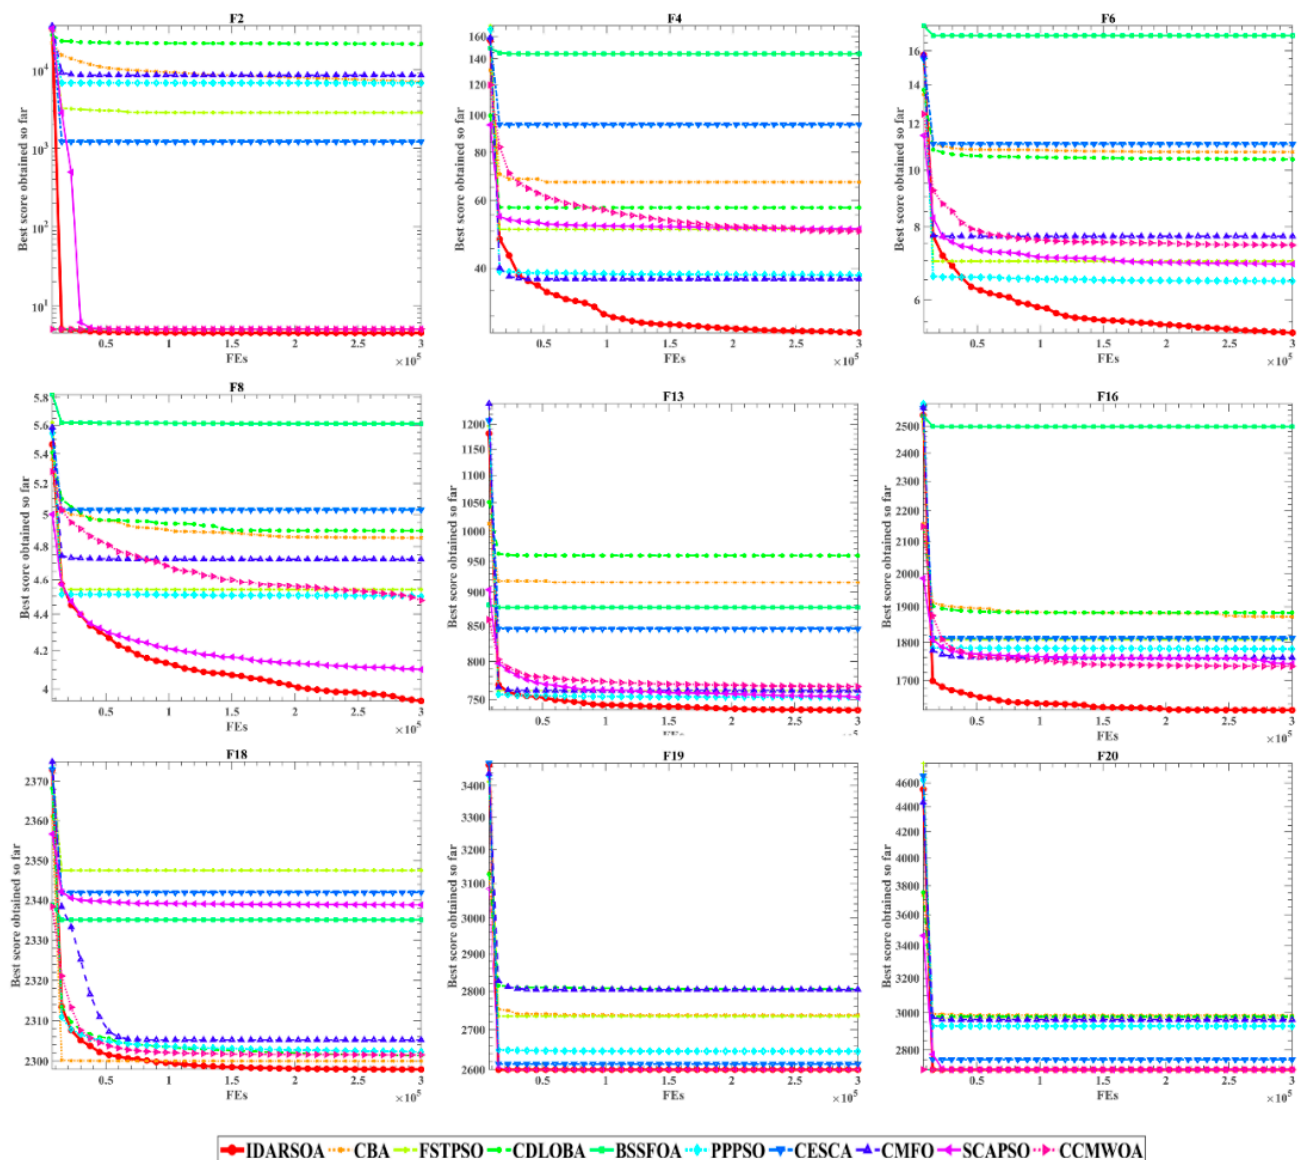 F2
Best score obtained so far
10^4
10^3
10^2
10^1
0.5 1 1.5 2 2.5 3
FEs
×10^5
F4
Best score obtained so far
160
140
120
100
80
60
40
0.5 1 1.5 2 2.5 3
FEs
×10^5
F6
Best score obtained so far
16
14
12
10
8
6
0.5 1 1.5 2 2.5 3
FEs
×10^5
F8
Best score obtained so far
5.8
5.6
5.4
5.2
5
4.8
4.6
4.4
4.2
4
0.5 1 1.5 2 2.5 3
FEs
×10^5
F13
Best score obtained so far
1200
1150
1100
1050
1000
950
900
850
800
750
0.5 1 1.5 2 2.5 3
FEs
F16
Best score obtained so far
2500
2400
2300
2200
2100
2000
1900
1800
1700
0.5 1 1.5 2 2.5 3
FEs
×10^5
F18
Best score obtained so far
2370
2360
2350
2340
2330
2320
2310
2300
0.5 1 1.5 2 2.5 3
FEs
×10^5
F19
Best score obtained so far
3400
3300
3200
3100
3000
2900
2800
2700
2600
0.5 1 1.5 2 2.5 3
FEs
×10^5
F20
Best score obtained so far
4600
4400
4200
4000
3800
3600
3400
3200
3000
2800
0.5 1 1.5 2 2.5 3
FEs
×10^5
IDARSOA CBA FSTPSO CDLOBA BSSFOA PPPSO CESCA CMFO SCAPSO CCMWOA